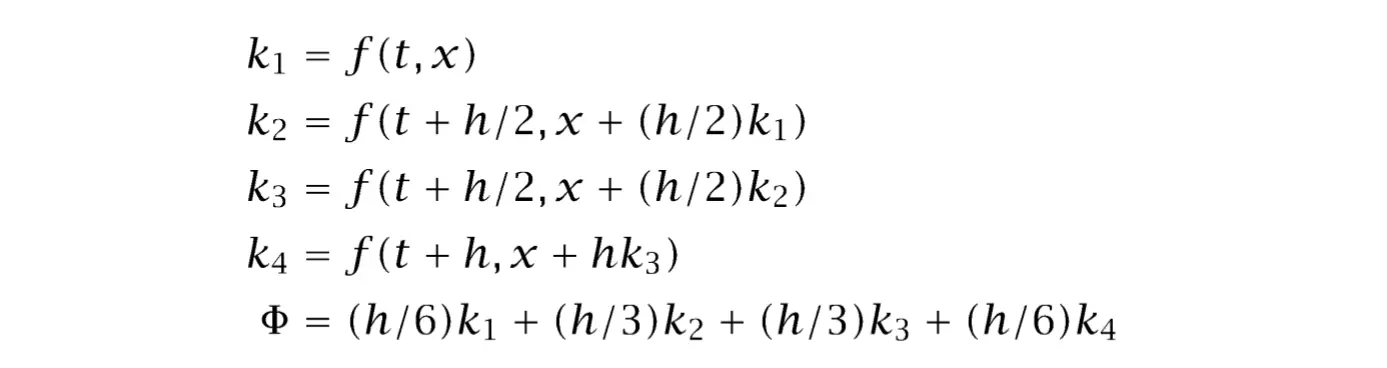 k₁ = f(t, x)
k₂ = f(t + h/2, x + (h/2)k₁)
k₃ = f(t + h/2, x + (h/2)k₂)
k₄ = f(t + h, x + hk₃)
Φ = (h/6)k₁ + (h/3)k₂ + (h/3)k₃ + (h/6)k₄